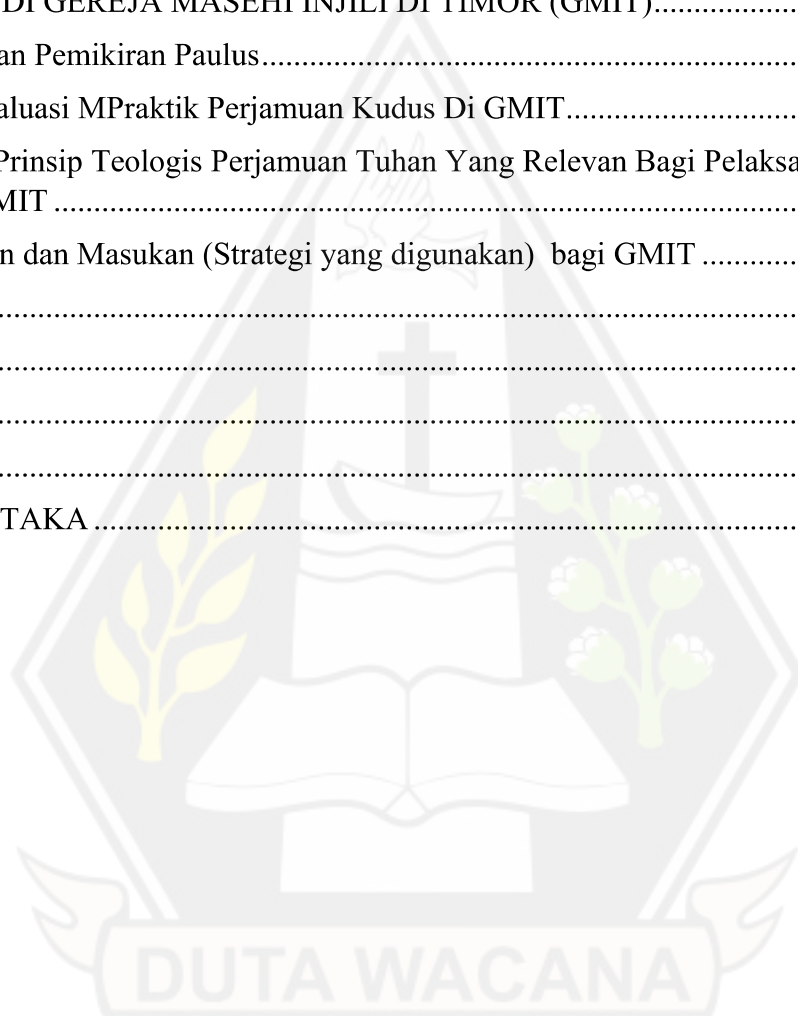 DI GEREJA MASEHI INJILI DI TIMOR (GMIT)....................
an Pemikiran Paulus....................
aluasi MPraktik Perjamuan Kudus Di GMIT....................
Prinsip Teologis Perjamuan Tuhan Yang Relevan Bagi Pelaksa
MIT ....................
n dan Masukan (Strategi yang digunakan)  bagi GMIT ....................
....................
....................
....................
....................
TAKA ....................
DUTA WACANA